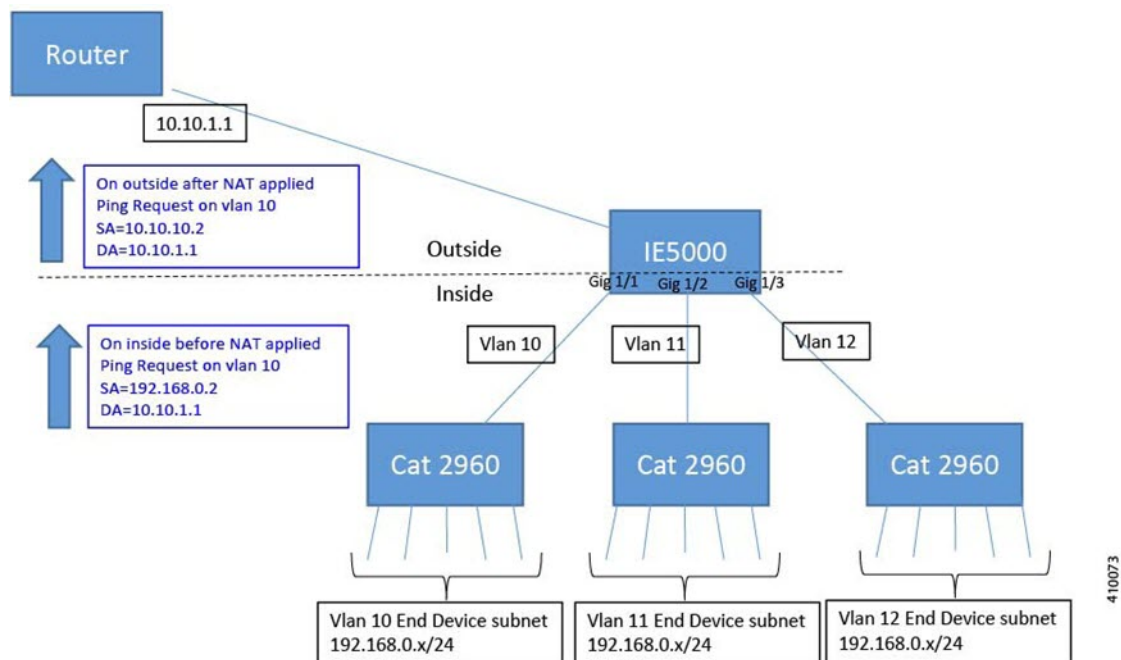 Router
10.10.1.1
On outside after NAT applied
Ping Request on vlan 10
SA=10.10.10.2
DA=10.10.1.1
Outside
IE5000
Gig 1/1
Gig 1/2
Gig 1/3
Inside
On inside before NAT applied
Ping Request on vlan 10
SA=192.168.0.2
DA=10.10.1.1
Vlan 10
Vlan 11
Vlan 12
Cat 2960
Cat 2960
Cat 2960
Vlan 10 End Device subnet
192.168.0.x/24
Vlan 11 End Device subnet
192.168.0.x/24
Vlan 12 End Device subnet
192.168.0.x/24
410073